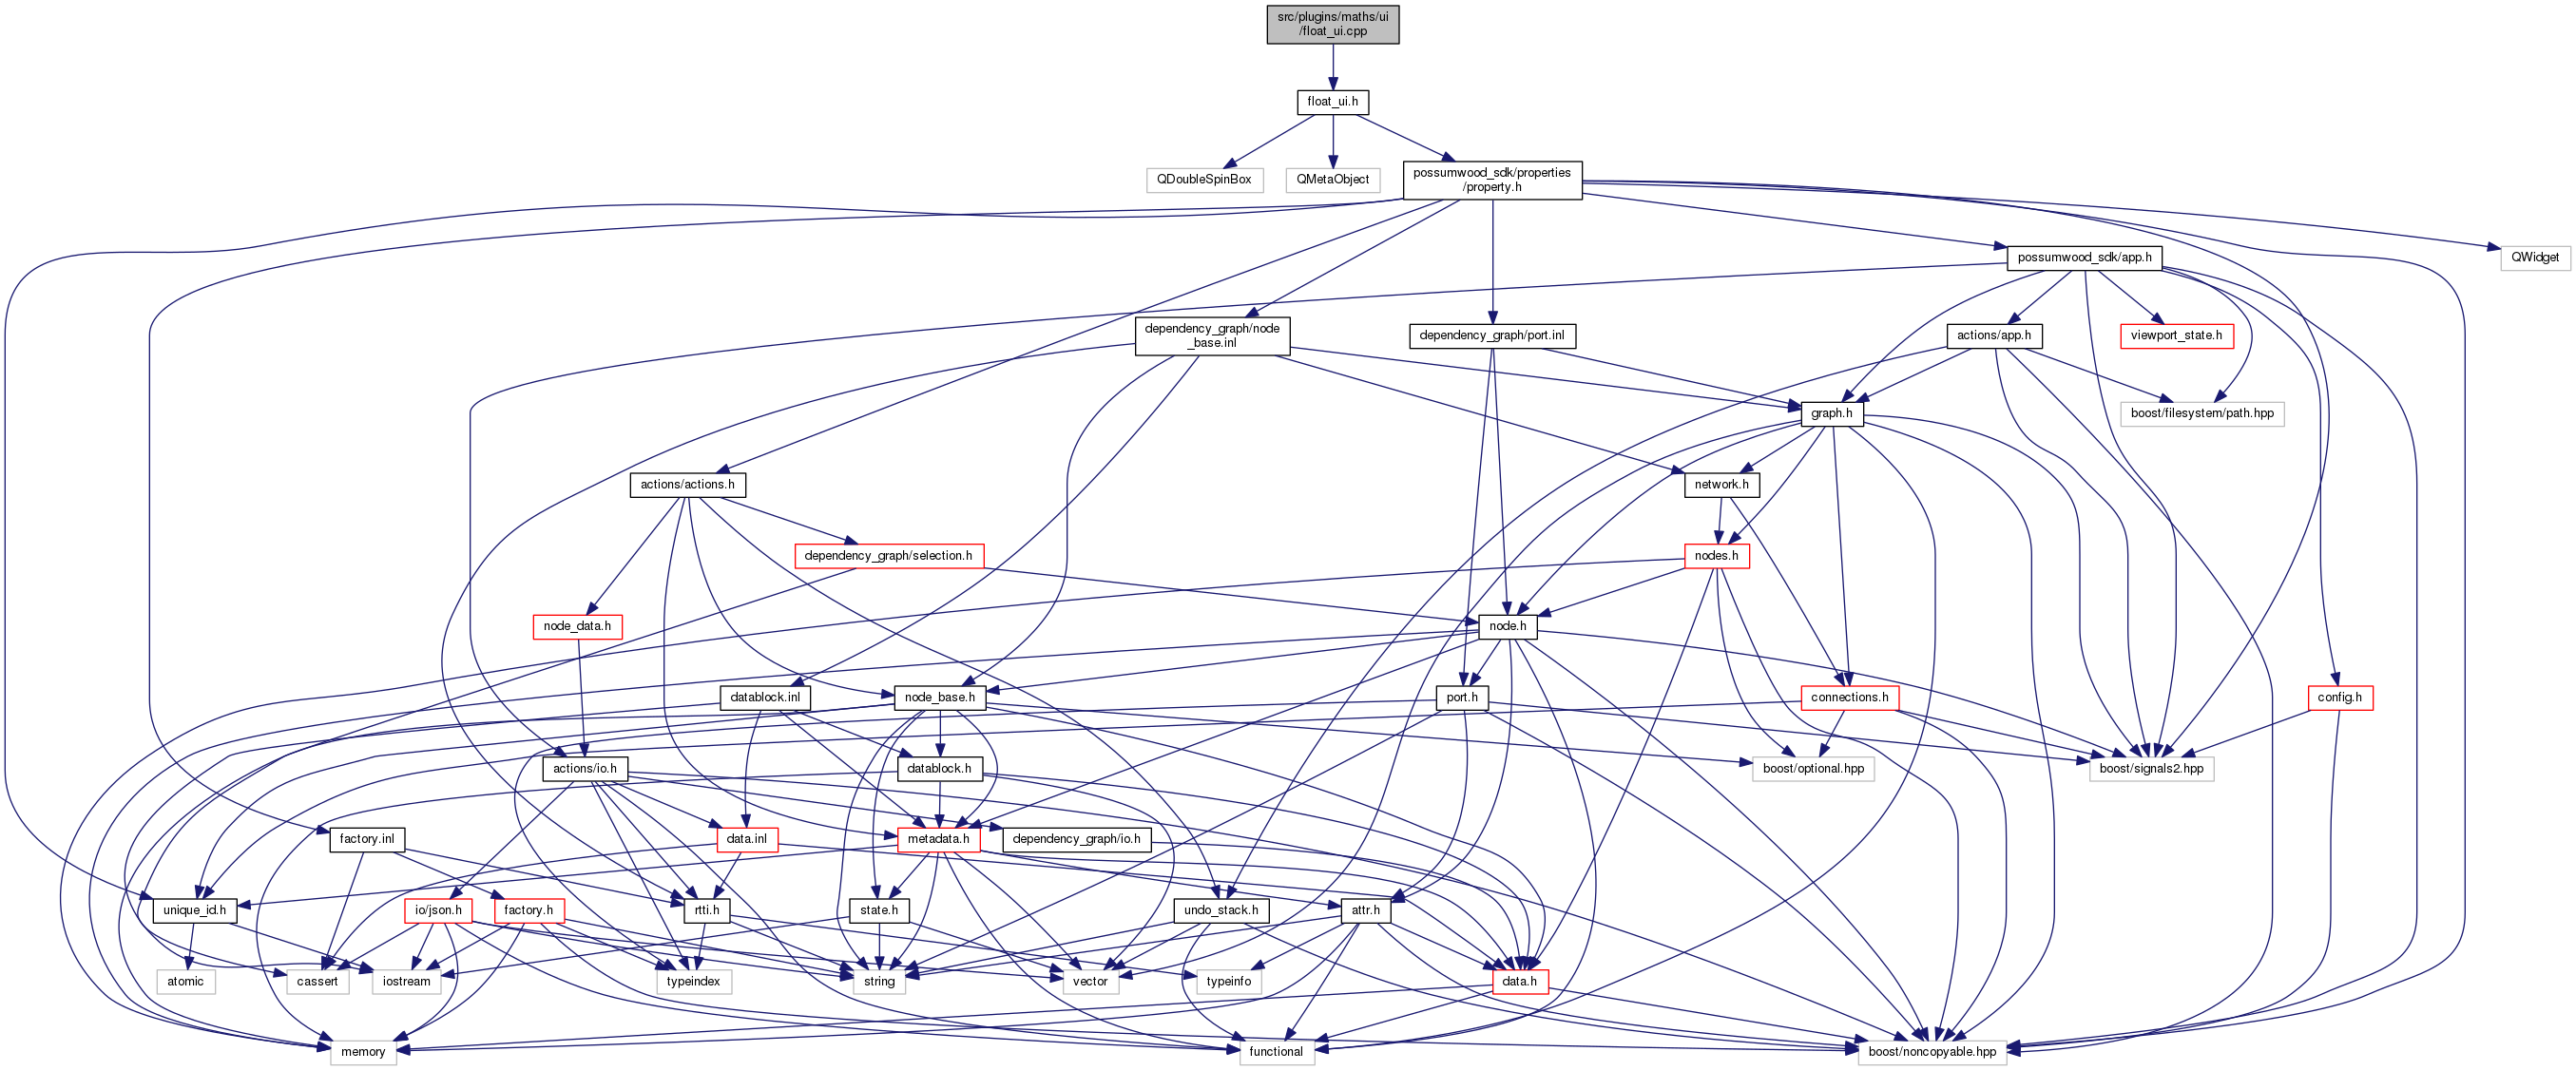 src/plugins/maths/ui
/float_ui.cpp
float_ui.h
QDoubleSpinBox
QMetaObject
possumwood_sdk/properties
/property.h
possumwood_sdk/app.h
QWidget
dependency_graph/node
_base.inl
dependency_graph/port.inl
actions/app.h
viewport_state.h
graph.h
boost/filesystem/path.hpp
actions/actions.h
network.h
dependency_graph/selection.h
nodes.h
node_data.h
node.h
datablock.inl
node_base.h
port.h
connections.h
config.h
actions/io.h
datablock.h
boost/optional.hpp
boost/signals2.hpp
factory.inl
data.inl
metadata.h
dependency_graph/io.h
unique_id.h
io/json.h
factory.h
rtti.h
state.h
undo_stack.h
attr.h
atomic
cassert
iostream
typeindex
string
vector
typeinfo
data.h
memory
functional
boost/noncopyable.hpp